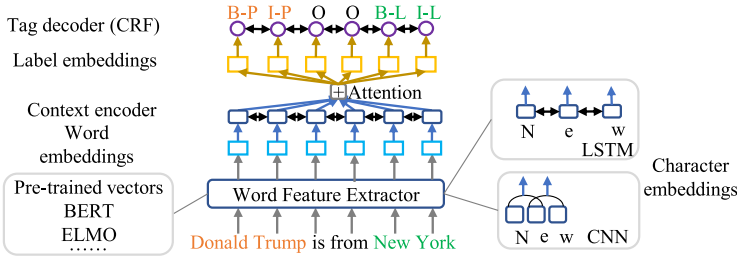 B-P I-P O O B-L I-L
Tag decoder (CRF)
Label embeddings
+ Attention
Context encoder
Word
embeddings
N e w
LSTM
Character
embeddings
Pre-trained vectors
BERT
ELMO
······
Word Feature Extractor
N e w CNN
Donald Trump is from New York